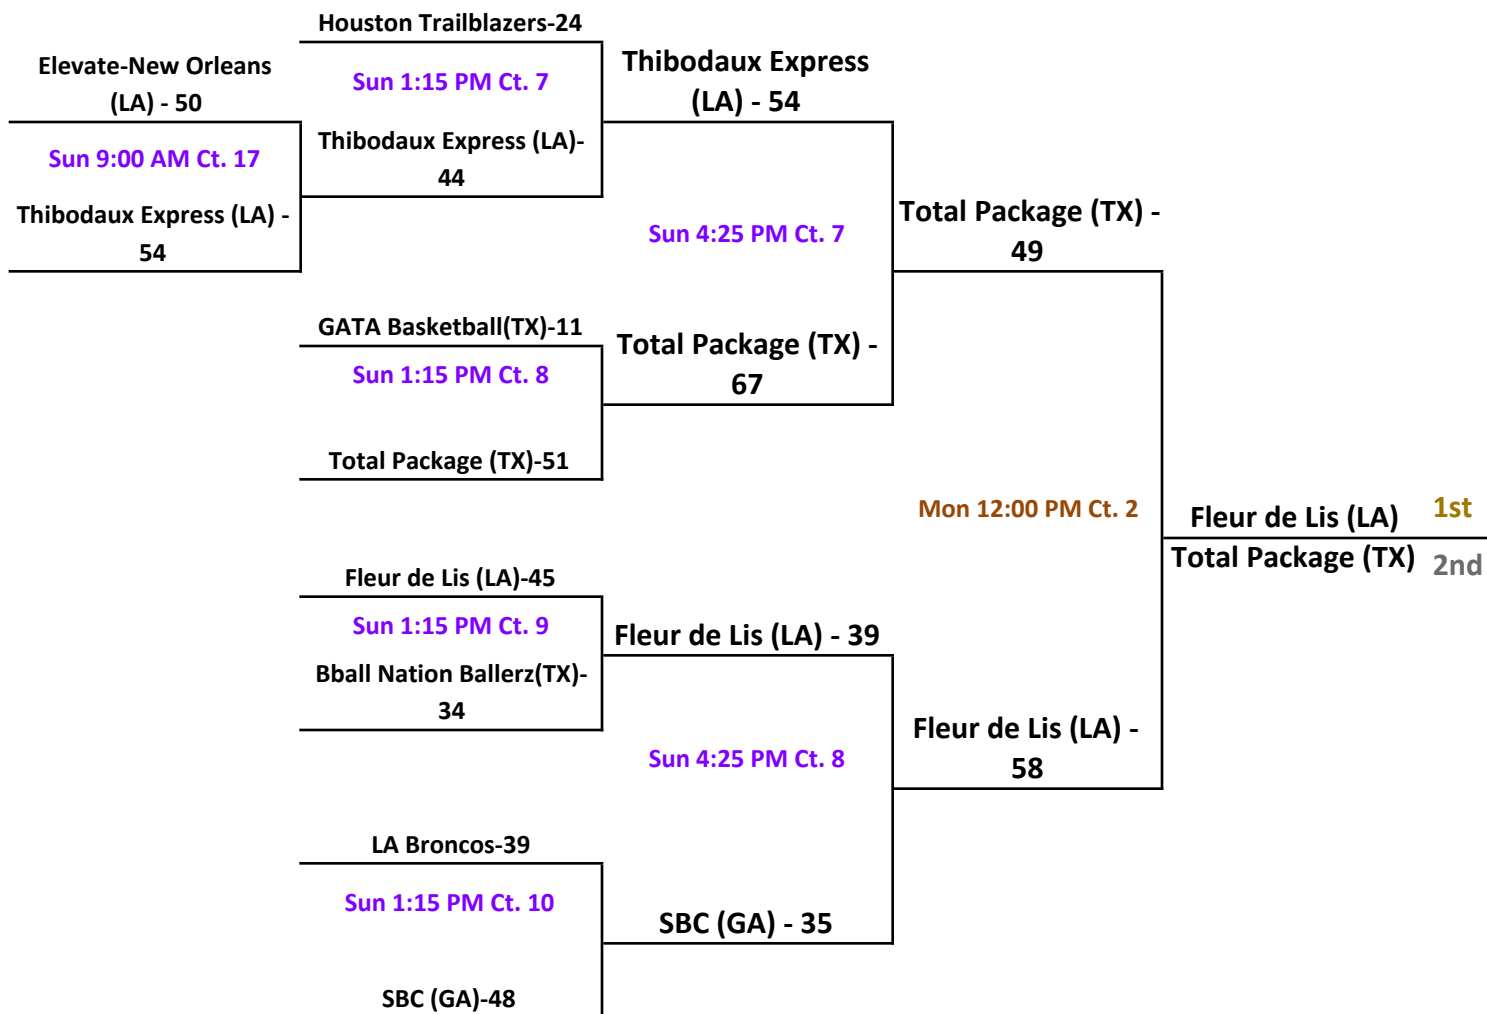 Houston Trailblazers-24
Elevate-New Orleans
(LA) - 50
Sun 1:15 PM Ct. 7
Thibodaux Express
(LA) - 54
Sun 9:00 AM Ct. 17
Thibodaux Express (LA)-
44
Thibodaux Express (LA) -
54
Sun 4:25 PM Ct. 7
Total Package (TX) -
49
GATA Basketball(TX)-11
Sun 1:15 PM Ct. 8
Total Package (TX) -
67
Total Package (TX)-51
Mon 12:00 PM Ct. 2
Fleur de Lis (LA) 1st
Total Package (TX) 2nd
Fleur de Lis (LA)-45
Sun 1:15 PM Ct. 9
Fleur de Lis (LA) - 39
Bball Nation Ballerz(TX)-
34
Sun 4:25 PM Ct. 8
Fleur de Lis (LA) -
58
LA Broncos-39
Sun 1:15 PM Ct. 10
SBC (GA) - 35
SBC (GA)-48